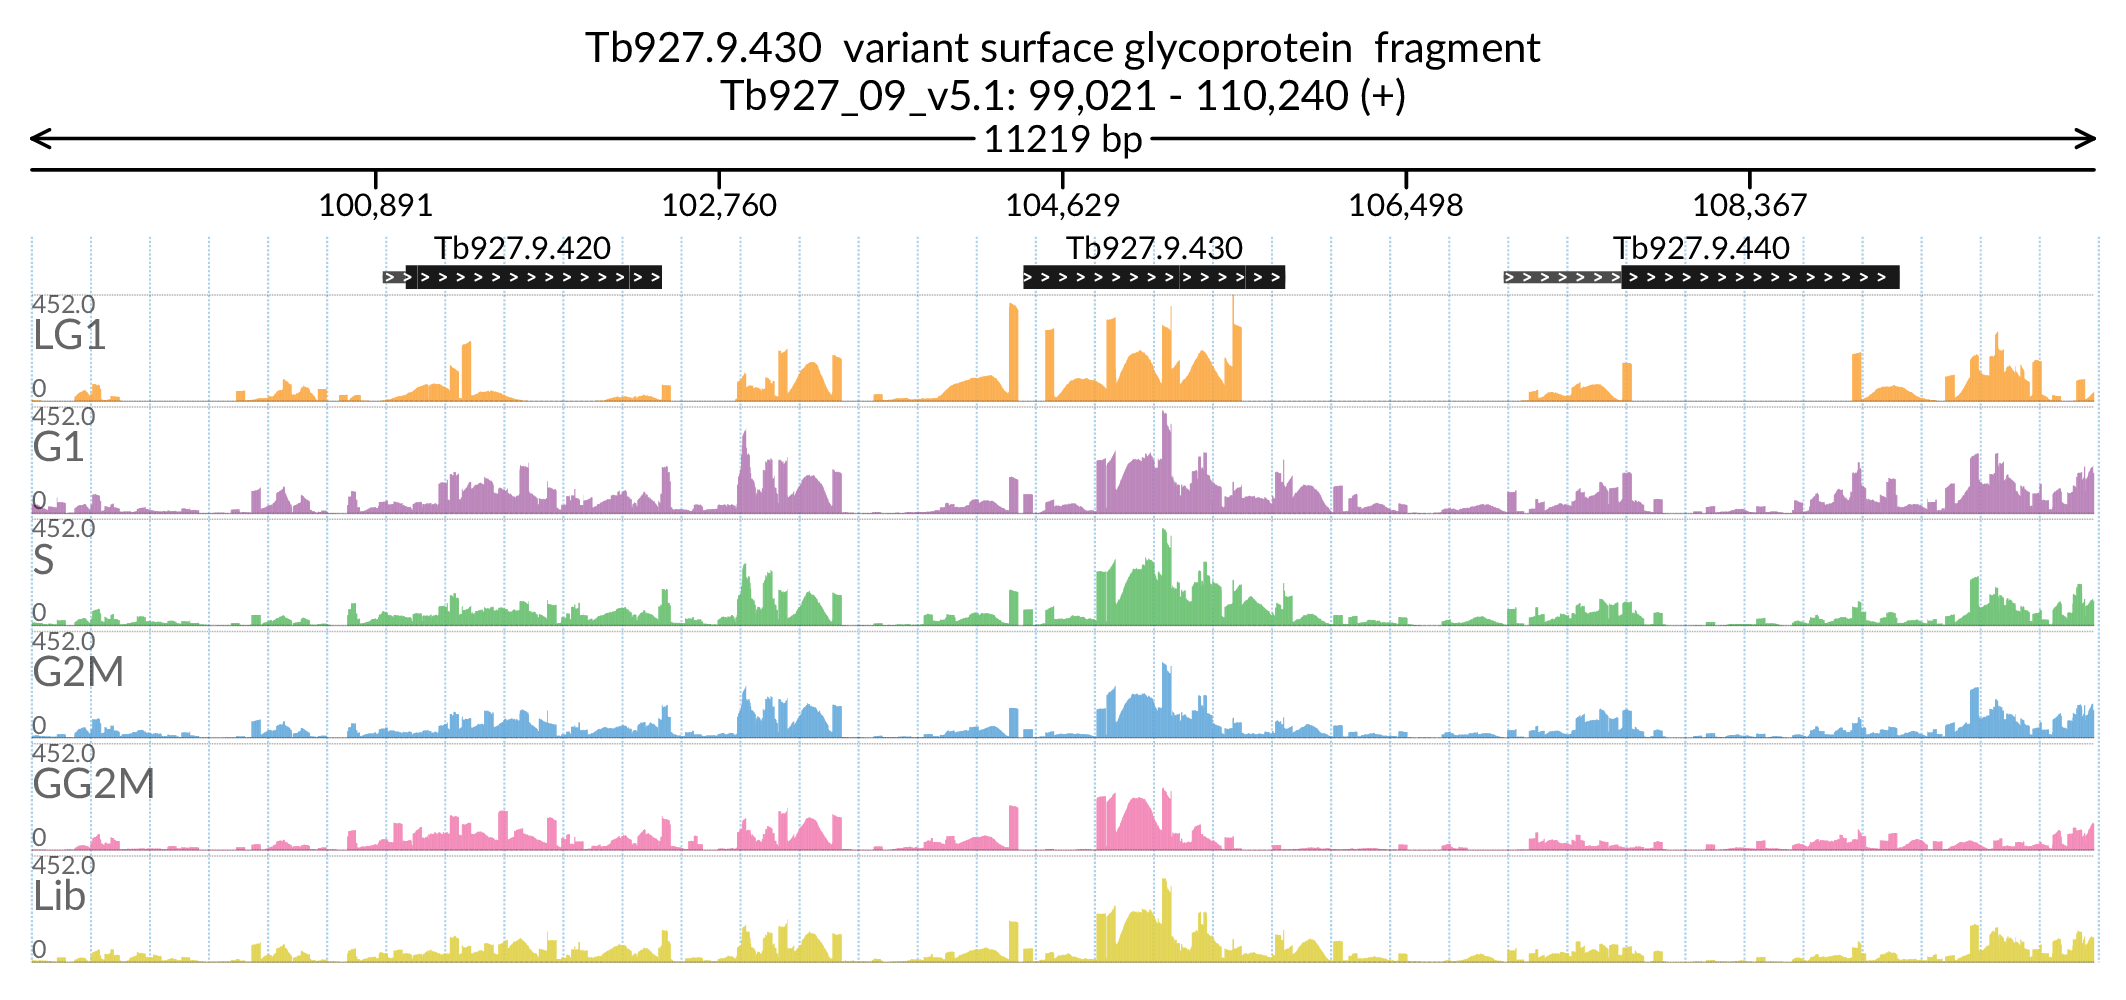 Tb927.9.430 variant surface glycoprotein fragment
Tb927_09_v5.1: 99,021 - 110,240 (+)
11219 bp
100,891 102,760 104,629 106,498 108,367
Tb927.9.420 Tb927.9.430 Tb927.9.440
452.0
LG1
0
452.0
G1
0
452.0
S
0
452.0
G2M
0
452.0
GG2M
0
452.0
Lib
0